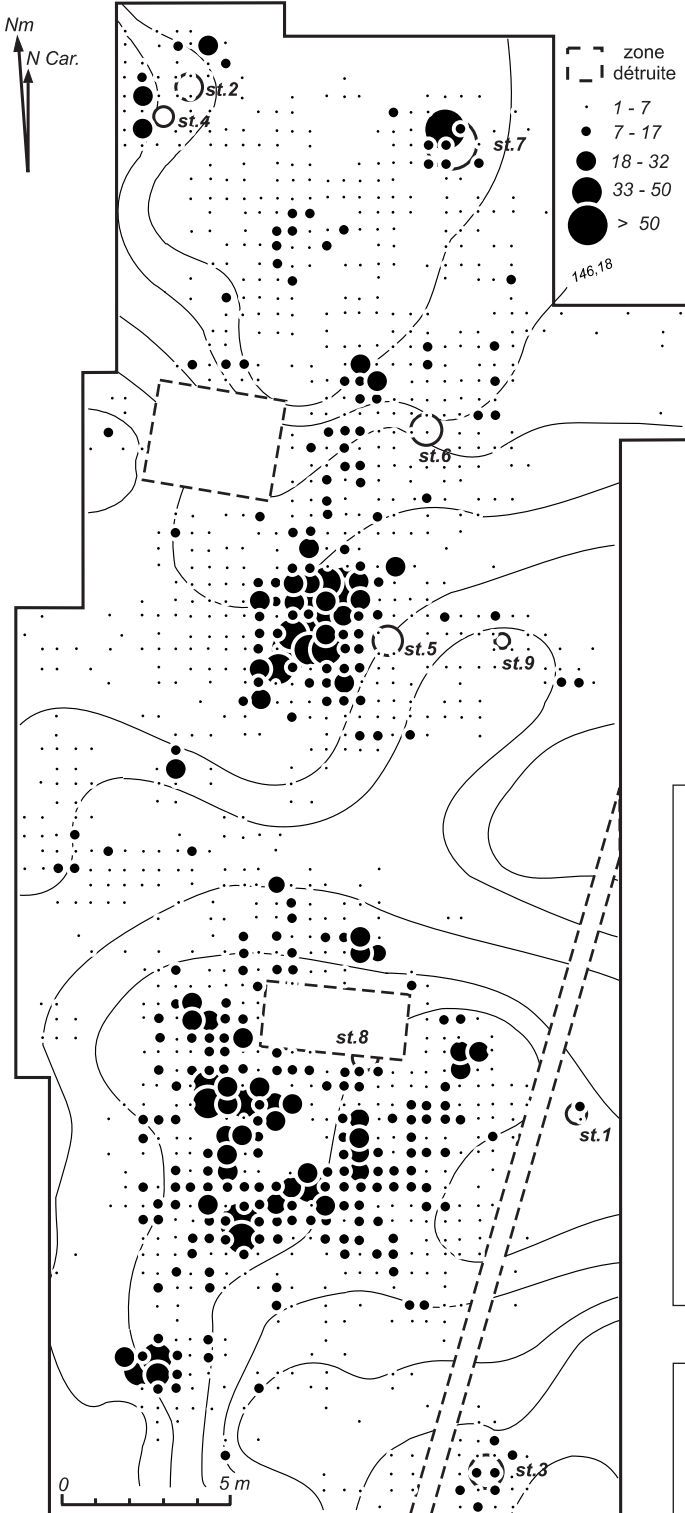 Nm
N Car.
zone
détruite
1 - 7
7 - 17
18 - 32
33 - 50
> 50
st.2
st.4
st.7
146,18
st.6
st.5
st.9
st.8
st.1
st.3
0
5 m